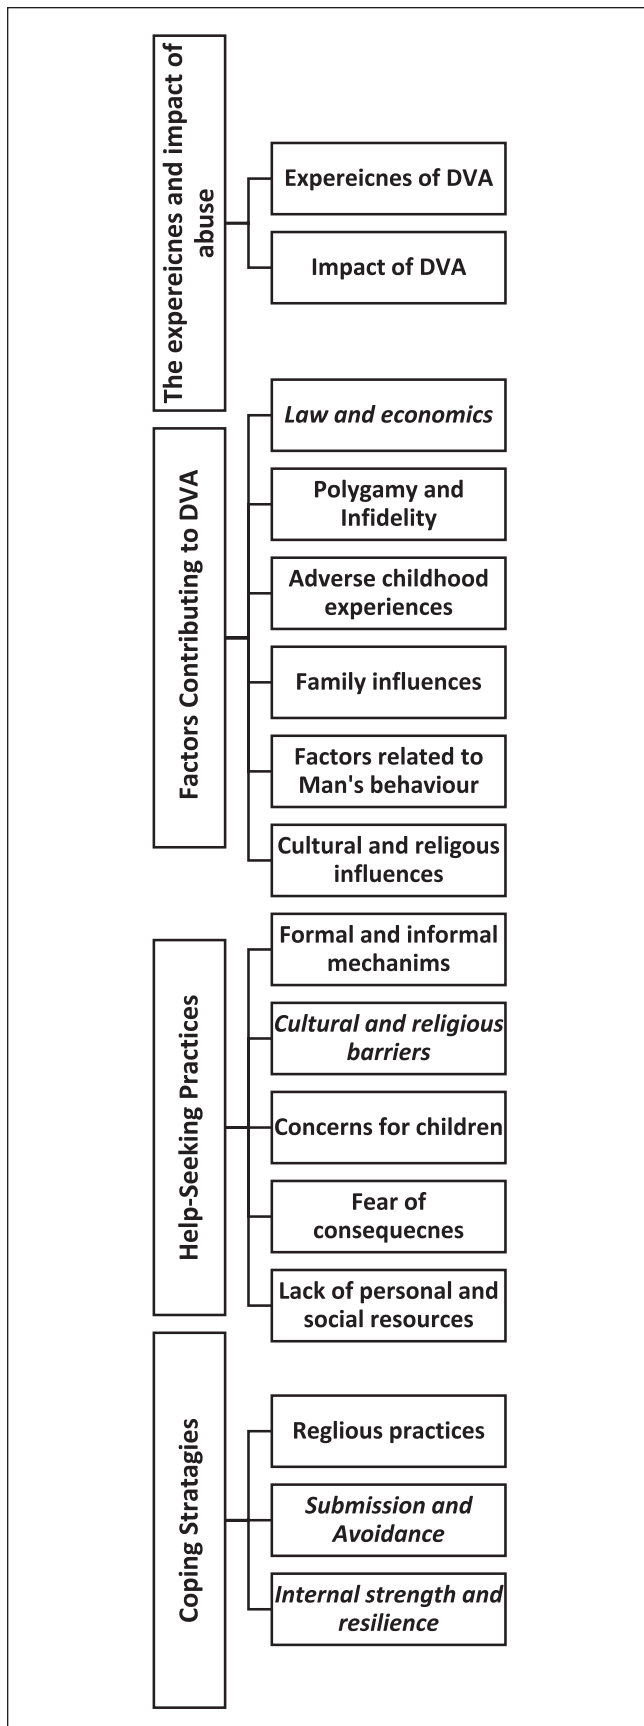 The expereicnes and impact of
abuse
Expereicnes of DVA
Impact of DVA
Factors Contributing to DVA
Law and economics
Polygamy and
Infidelity
Adverse childhood
experiences
Family influences
Factors related to
Man's behaviour
Cultural and religous
influences
Help-Seeking Practices
Formal and informal
mechanims
Cultural and religious
barriers
Concerns for children
Fear of
consequecnes
Lack of personal and
social resources
Coping Stratagies
Reglious practices
Submission and
Avoidance
Internal strength and
resilience